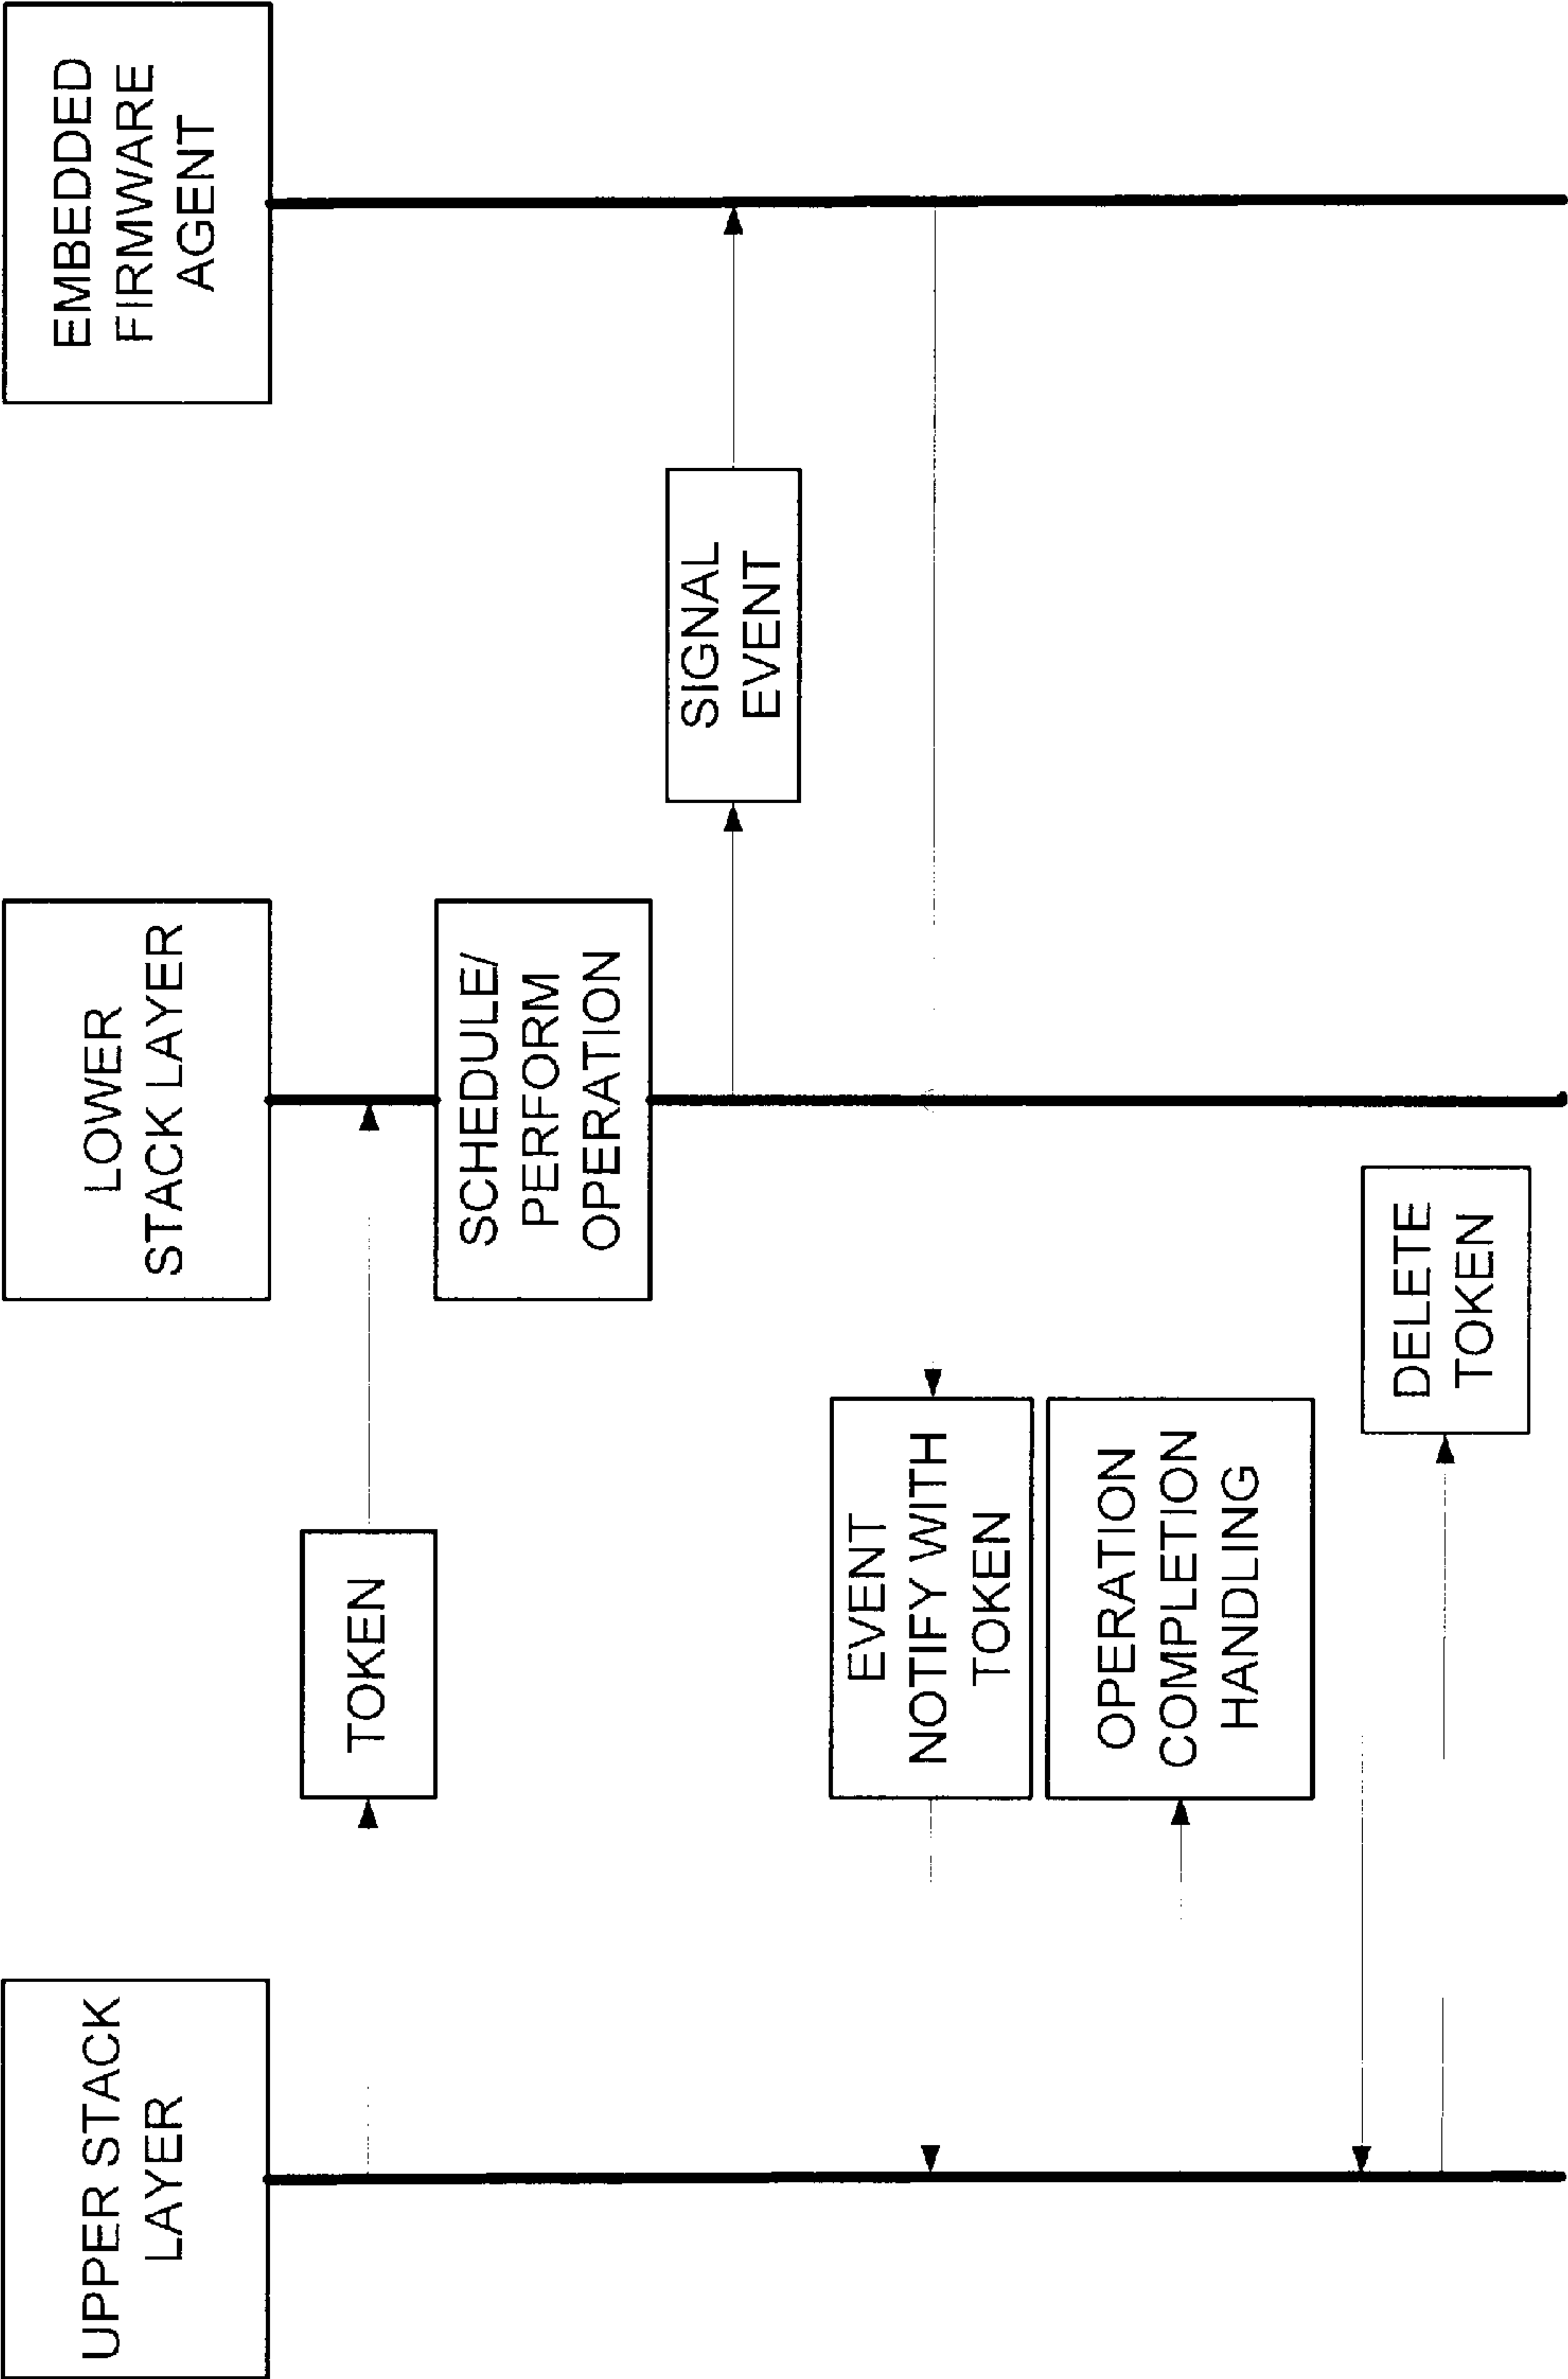 UPPER STACK
LAYER
LOWER
STACK LAYER
EMBEDDED
FIRMWARE
AGENT
TOKEN
SCHEDULE/
PERFORM
OPERATION
SIGNAL
EVENT
EVENT
NOTIFY WITH
TOKEN
OPERATION
COMPLETION
HANDLING
DELETE
TOKEN